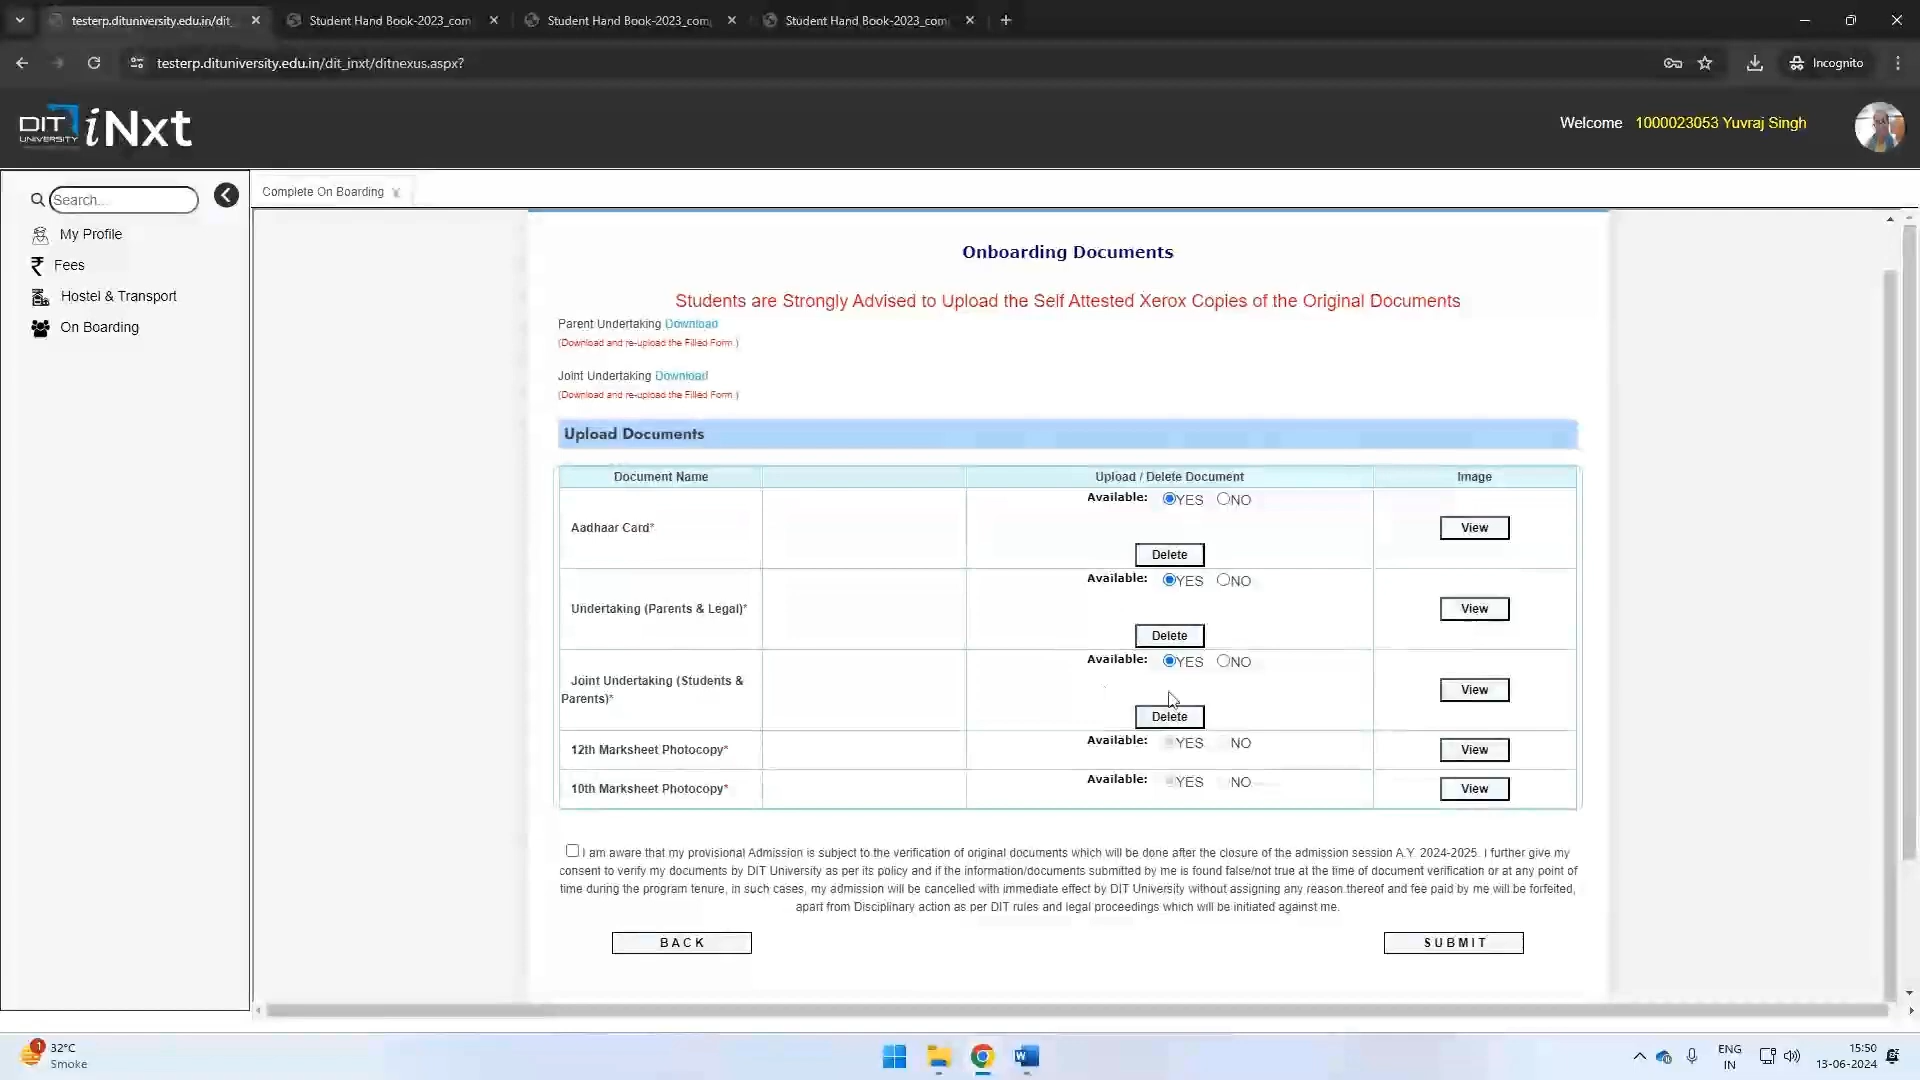 testerp.dituniversity.edu.in/dit_
Student Hand Book-2023_com
Student Hand Book-2023_com
Student Hand Book-2023_com
testerp.dituniversity.edu.in/dit_inxt/ditnexus.aspx?
Incognito
DIT UNIVERSITY iNxt
Welcome 1000023053 Yuvraj Singh
Search...
My Profile
Fees
Hostel & Transport
On Boarding
Complete On Boarding x
Onboarding Documents
Students are Strongly Advised to Upload the Self Attested Xerox Copies of the Original Documents
Parent Undertaking Download
(Download and re-upload the Filled Form )
Joint Undertaking Download
(Download and re-upload the Filled Form )
Upload Documents
Document Name Upload / Delete Document Image
Available: YES NO
Aadhaar Card* View
Delete
Available: YES NO
Undertaking (Parents & Legal)* View
Delete
Available: YES NO
Joint Undertaking (Students & View
Parents)*
Delete
Available: YES NO
12th Marksheet Photocopy* View
Available: YES NO
10th Marksheet Photocopy* View
I am aware that my provisional Admission is subject to the verification of original documents which will be done after the closure of the admission session A.Y. 2024-2025. I further give my
consent to verify my documents by DIT University as per its policy and if the information/documents submitted by me is found false/not true at the time of document verification or at any point of
time during the program tenure, in such cases, my admission will be cancelled with immediate effect by DIT University without assigning any reason thereof and fee paid by me will be forfeited,
apart from Disciplinary action as per DIT rules and legal proceedings which will be initiated against me.
BACK SUBMIT
1
32°C
Smoke
W
ENG
IN
15:50
13-06-2024